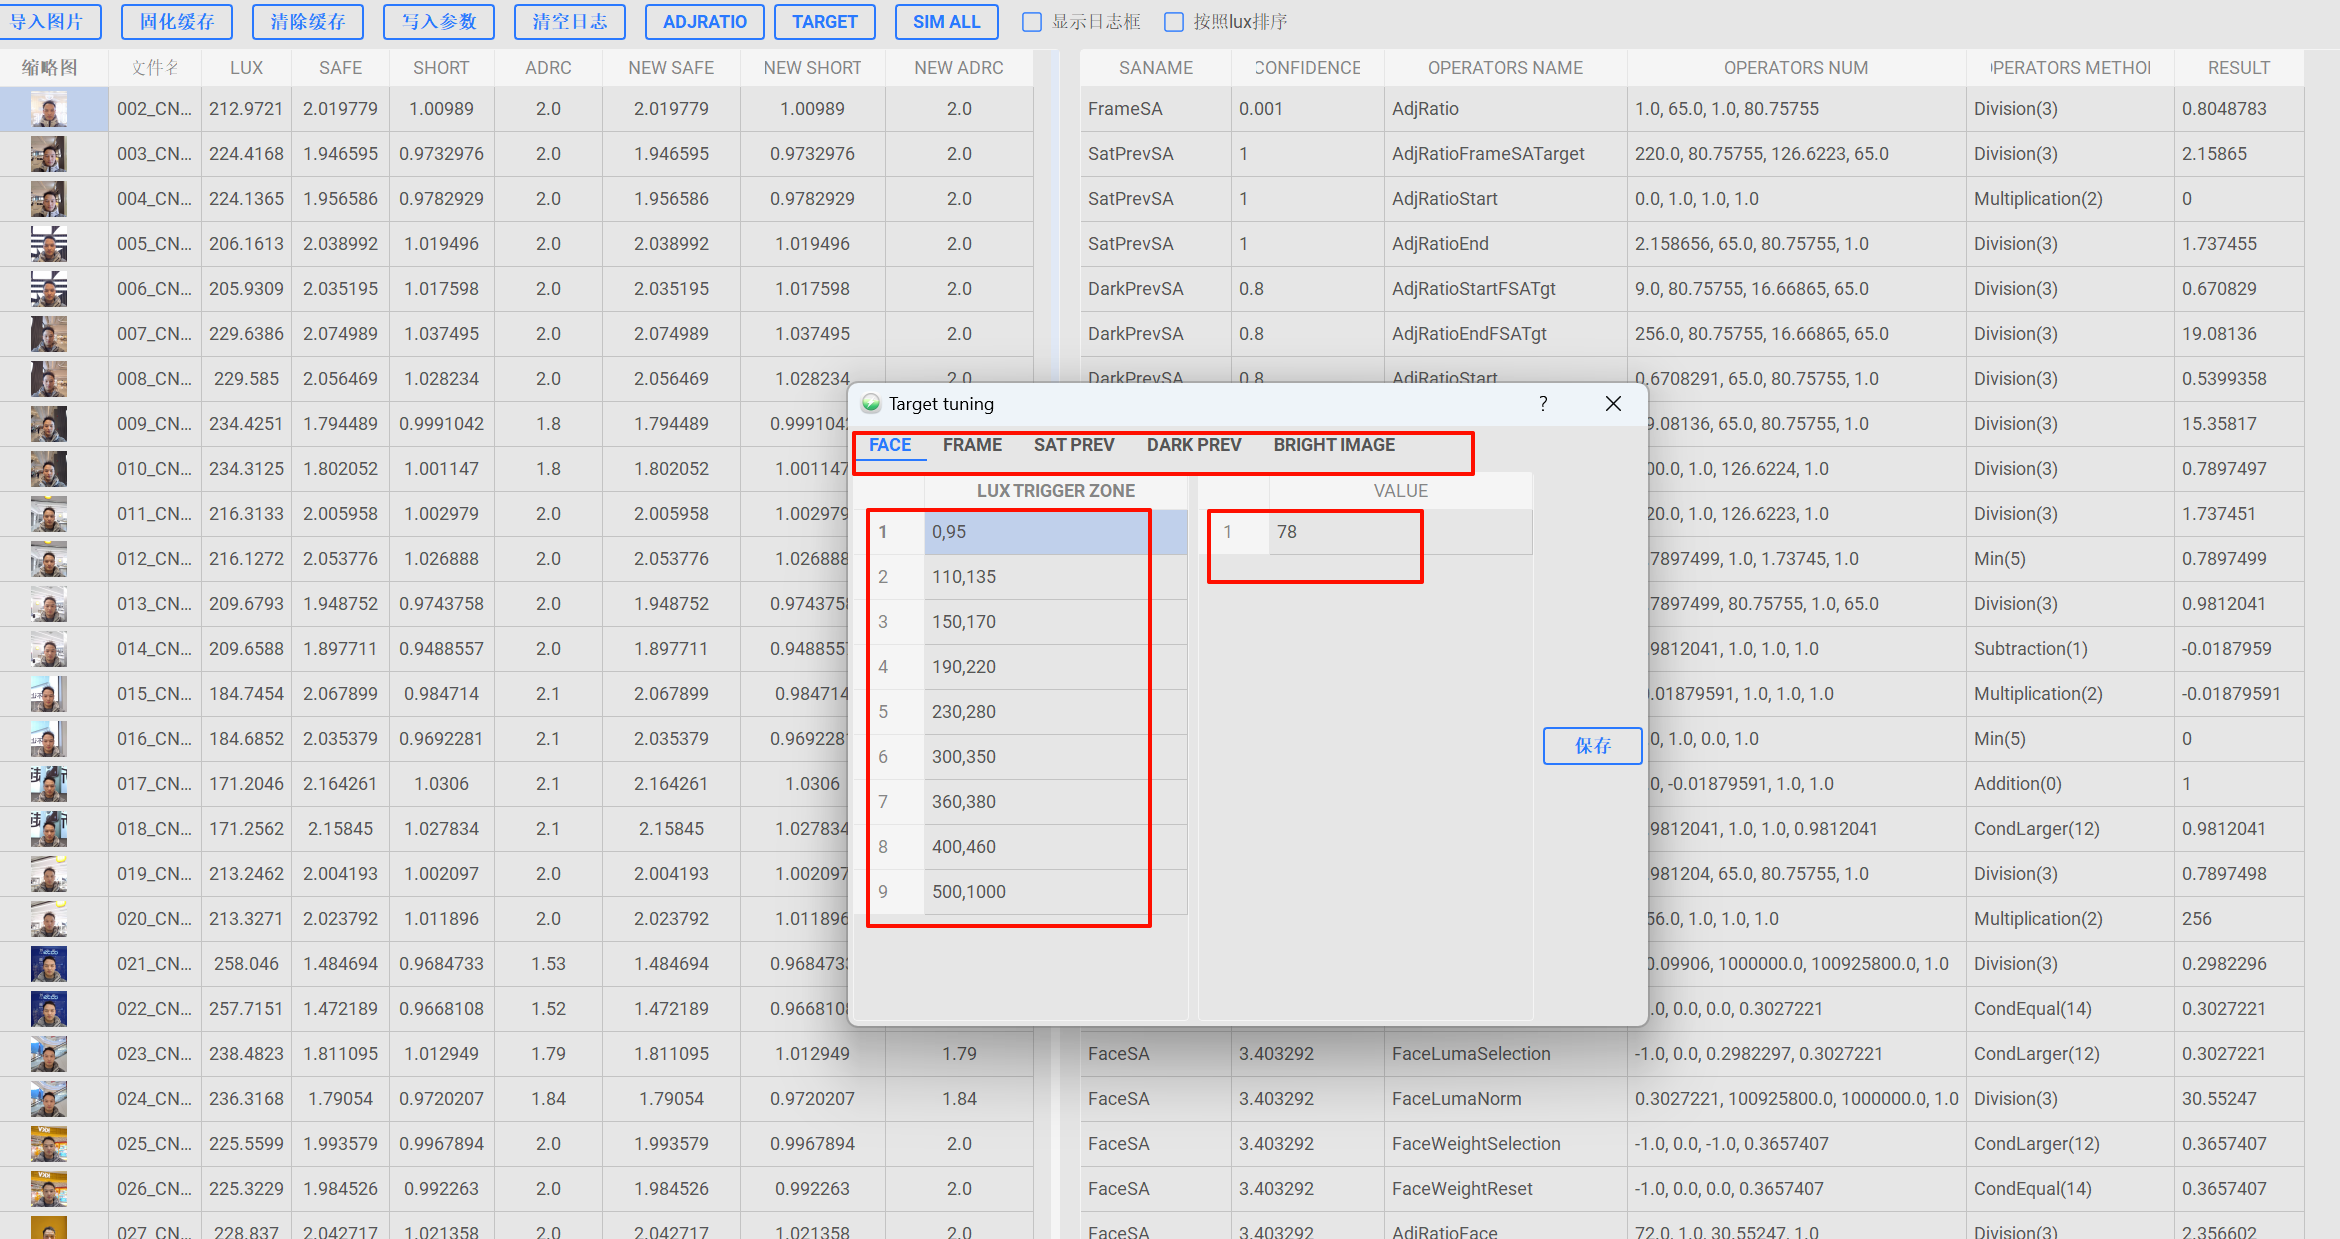 导入图片 固化缓存 清除缓存 写入参数 清空日志 ADJRATIO TARGET SIM ALL 显示日志框 按照lux排序
缩略图 文件名 LUX SAFE SHORT ADRC NEW SAFE NEW SHORT NEW ADRC
002_CN... 212.9721 2.019779 1.00989 2.0 2.019779 1.00989 2.0
003_CN... 224.4168 1.946595 0.9732976 2.0 1.946595 0.9732976 2.0
004_CN... 224.1365 1.956586 0.9782929 2.0 1.956586 0.9782929 2.0
005_CN... 206.1613 2.038992 1.019496 2.0 2.038992 1.019496 2.0
006_CN... 205.9309 2.035195 1.017598 2.0 2.035195 1.017598 2.0
007_CN... 229.6386 2.074989 1.037495 2.0 2.074989 1.037495 2.0
008_CN... 229.585 2.056469 1.028234 2.0 2.056469 1.028234 2.0
009_CN... 234.4251 1.794489 0.9991042 1.8 1.794489 0.9991042
010_CN... 234.3125 1.802052 1.001147 1.8 1.802052 1.001147
011_CN... 216.3133 2.005958 1.002979 2.0 2.005958 1.002979
012_CN... 216.1272 2.053776 1.026888 2.0 2.053776 1.026888
013_CN... 209.6793 1.948752 0.9743758 2.0 1.948752 0.9743758
014_CN... 209.6588 1.897711 0.9488557 2.0 1.897711 0.9488557
015_CN... 184.7454 2.067899 0.984714 2.1 2.067899 0.984714
016_CN... 184.6852 2.035379 0.9692281 2.1 2.035379 0.969228
017_CN... 171.2046 2.164261 1.0306 2.1 2.164261 1.0306
018_CN... 171.2562 2.15845 1.027834 2.1 2.15845 1.027834
019_CN... 213.2462 2.004193 1.002097 2.0 2.004193 1.002097
020_CN... 213.3271 2.023792 1.011896 2.0 2.023792 1.011896
021_CN... 258.046 1.484694 0.9684733 1.53 1.484694 0.9684733
022_CN... 257.7151 1.472189 0.9668108 1.52 1.472189 0.9668108
023_CN... 238.4823 1.811095 1.012949 1.79 1.811095 1.012949 1.79
024_CN... 236.3168 1.79054 0.9720207 1.84 1.79054 0.9720207 1.84
025_CN... 225.5599 1.993579 0.9967894 2.0 1.993579 0.9967894 2.0
026_CN... 225.3229 1.984526 0.992263 2.0 1.984526 0.992263 2.0
027_CN... 228.837 2.042717 1.021358 2.0 2.042717 1.021358 2.0
SANAME CONFIDENCE OPERATORS NAME OPERATORS NUM OPERATORS METHOD RESULT
FrameSA 0.001 AdjRatio 1.0, 65.0, 1.0, 80.75755 Division(3) 0.8048783
SatPrevSA 1 AdjRatioFrameSATarget 220.0, 80.75755, 126.6223, 65.0 Division(3) 2.15865
SatPrevSA 1 AdjRatioStart 0.0, 1.0, 1.0, 1.0 Multiplication(2) 0
SatPrevSA 1 AdjRatioEnd 2.158656, 65.0, 80.75755, 1.0 Division(3) 1.737455
DarkPrevSA 0.8 AdjRatioStartFSATgt 9.0, 80.75755, 16.66865, 65.0 Division(3) 0.670829
DarkPrevSA 0.8 AdjRatioEndFSATgt 256.0, 80.75755, 16.66865, 65.0 Division(3) 19.08136
DarkPrevSA 0.8 AdjRatioStart 0.6708291, 65.0, 80.75755, 1.0 Division(3) 0.5399358
9.08136, 65.0, 80.75755, 1.0 Division(3) 15.35817
00.0, 1.0, 126.6224, 1.0 Division(3) 0.7897497
20.0, 1.0, 126.6223, 1.0 Division(3) 1.737451
.7897499, 1.0, 1.73745, 1.0 Min(5) 0.7897499
.7897499, 80.75755, 1.0, 65.0 Division(3) 0.9812041
.9812041, 1.0, 1.0, 1.0 Subtraction(1) -0.0187959
0.01879591, 1.0, 1.0, 1.0 Multiplication(2) -0.01879591
.0, 1.0, 0.0, 1.0 Min(5) 0
.0, -0.01879591, 1.0, 1.0 Addition(0) 1
.9812041, 1.0, 1.0, 0.9812041 CondLarger(12) 0.9812041
.981204, 65.0, 80.75755, 1.0 Division(3) 0.7897498
56.0, 1.0, 1.0, 1.0 Multiplication(2) 256
0.09906, 1000000.0, 100925800.0, 1.0 Division(3) 0.2982296
.0, 0.0, 0.0, 0.3027221 CondEqual(14) 0.3027221
FaceSA 3.403292 FaceLumaSelection -1.0, 0.0, 0.2982297, 0.3027221 CondLarger(12) 0.3027221
FaceSA 3.403292 FaceLumaNorm 0.3027221, 100925800.0, 1000000.0, 1.0 Division(3) 30.55247
FaceSA 3.403292 FaceWeightSelection -1.0, 0.0, -1.0, 0.3657407 CondLarger(12) 0.3657407
FaceSA 3.403292 FaceWeightReset -1.0, 0.0, 0.0, 0.3657407 CondEqual(14) 0.3657407
FaceSA 3.403292 AdjRatioFace 72.0, 1.0, 30.55247, 1.0 Division(3) 2.356602
Target tuning ?
FACE FRAME SAT PREV DARK PREV BRIGHT IMAGE
LUX TRIGGER ZONE VALUE
1 0,95 1 78
2 110,135
3 150,170
4 190,220
5 230,280
6 300,350
7 360,380
8 400,460
9 500,1000
保存